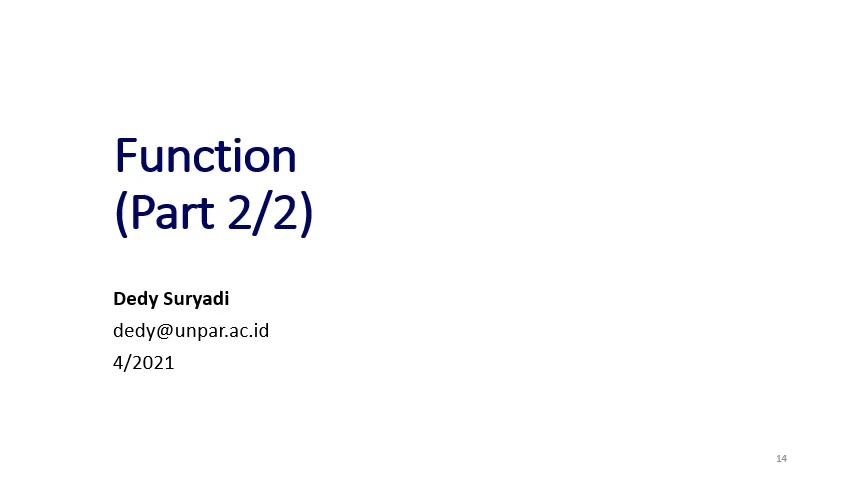 Function
(Part 2/2)
Dedy Suryadi
dedy@unpar.ac.id
4/2021
14